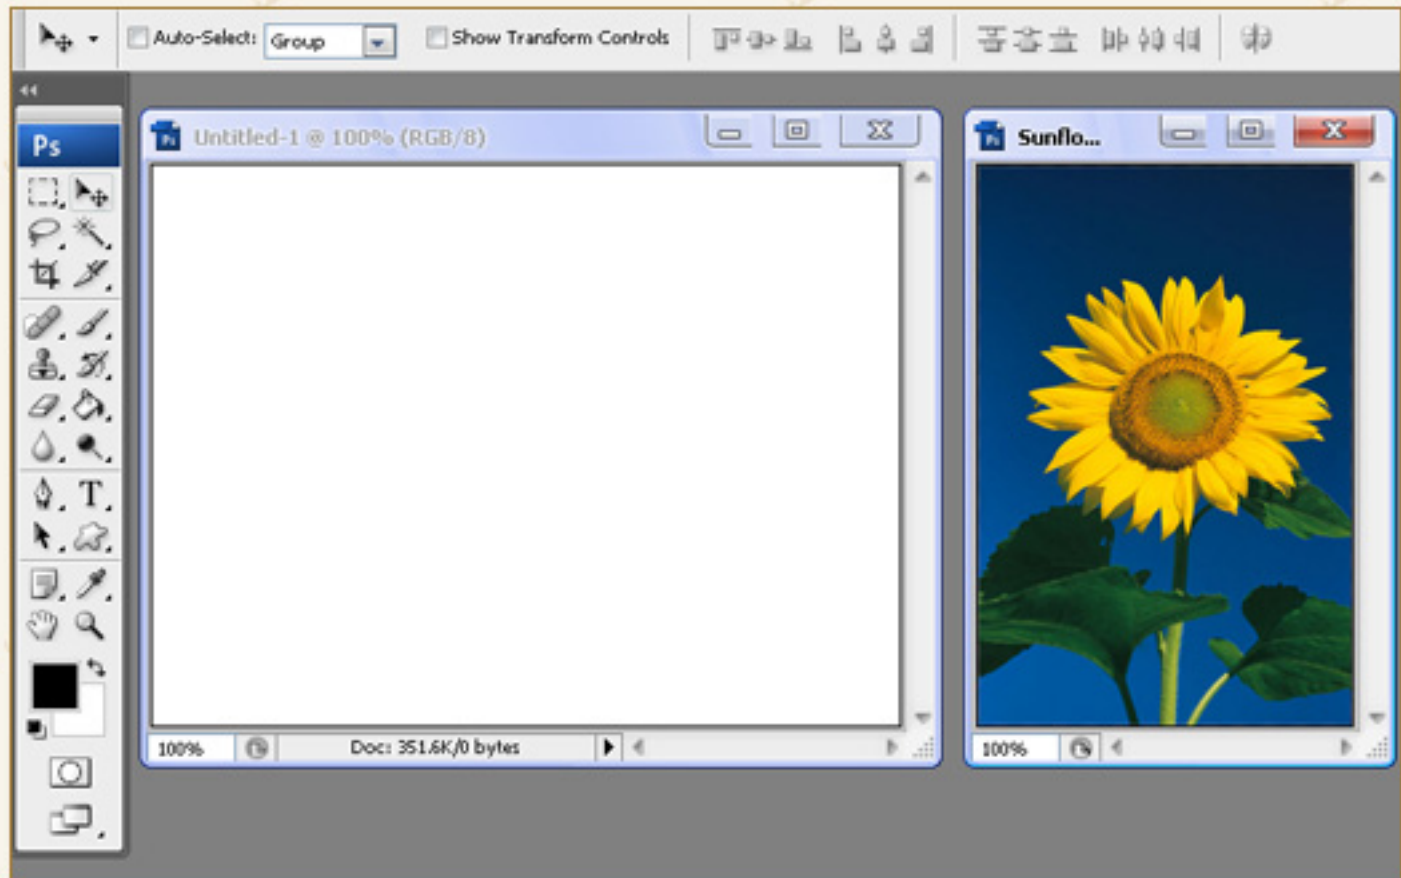 Auto-Select: Group Show Transform Controls
Ps
Untitled-1 @ 100% (RGB/8)
Sunflo...
T
100% Doc: 351.6K/0 bytes
100%